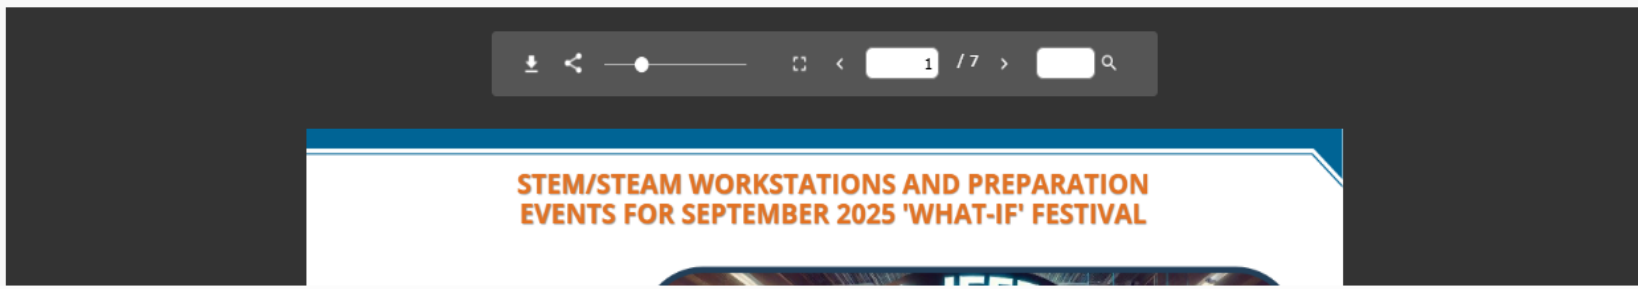 1 / 7
STEM/STEAM WORKSTATIONS AND PREPARATION
EVENTS FOR SEPTEMBER 2025 'WHAT-IF' FESTIVAL